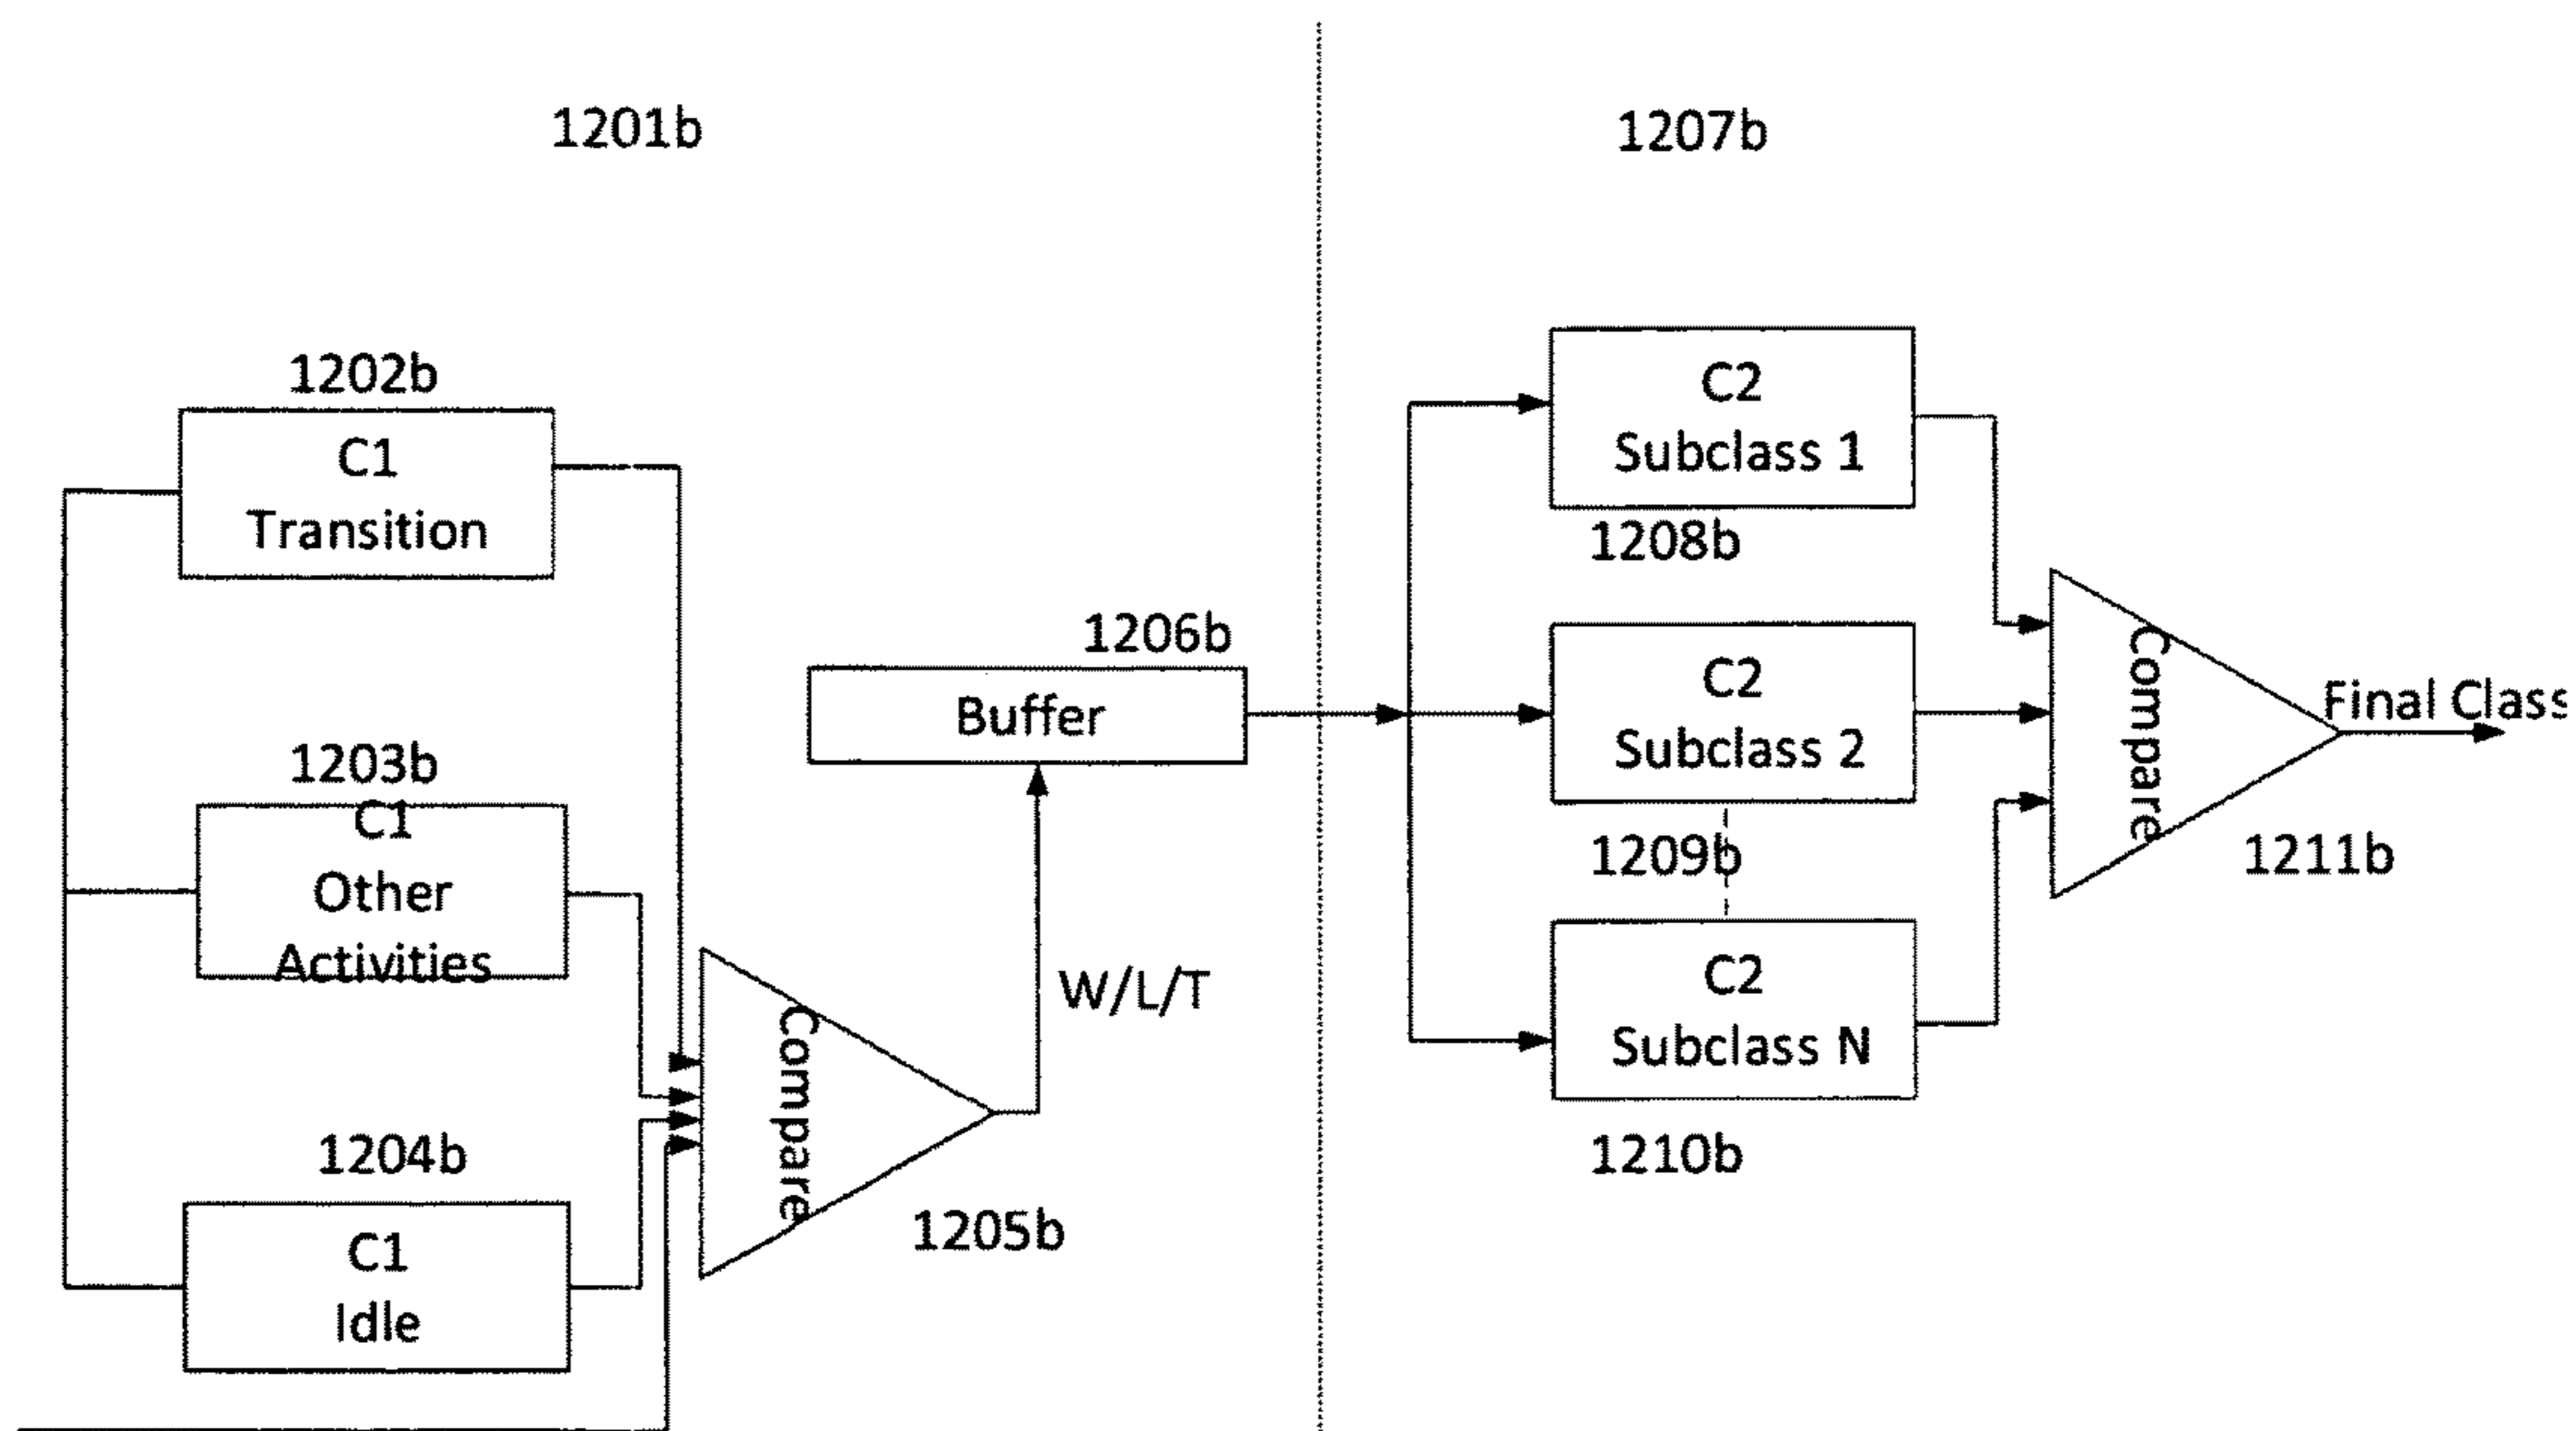 1201b
1202b
C1
Transition
1203b
C1
Other
Activities
1204b
C1
Idle
Compare
1205b
W/L/T
1206b
Buffer
1207b
C2
Subclass 1
1208b
C2
Subclass 2
1209b
C2
Subclass N
1210b
Compare
1211b
Final Class